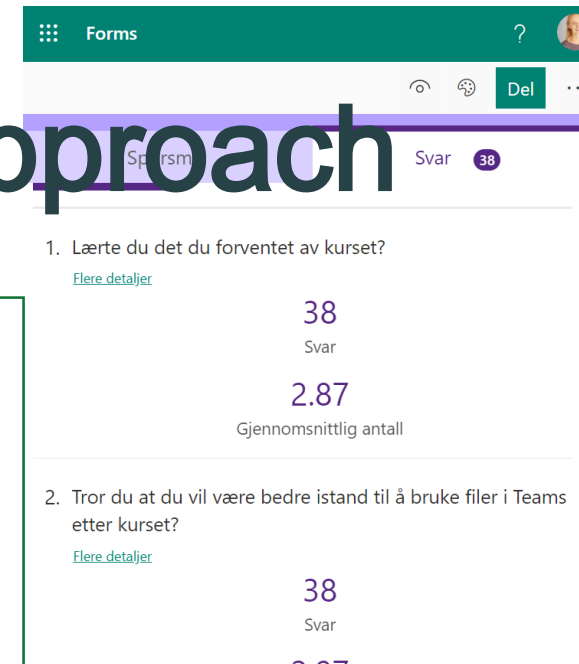 Forms
?
Del
pproach
Svar 38
1. Lærte du det du forventet av kurset?
Flere detaljer
38
Svar
2.87
Gjennomsnittlig antall
2. Tror du at du vil være bedre istand til å bruke filer i Teams
etter kurset?
Flere detaljer
38
Svar